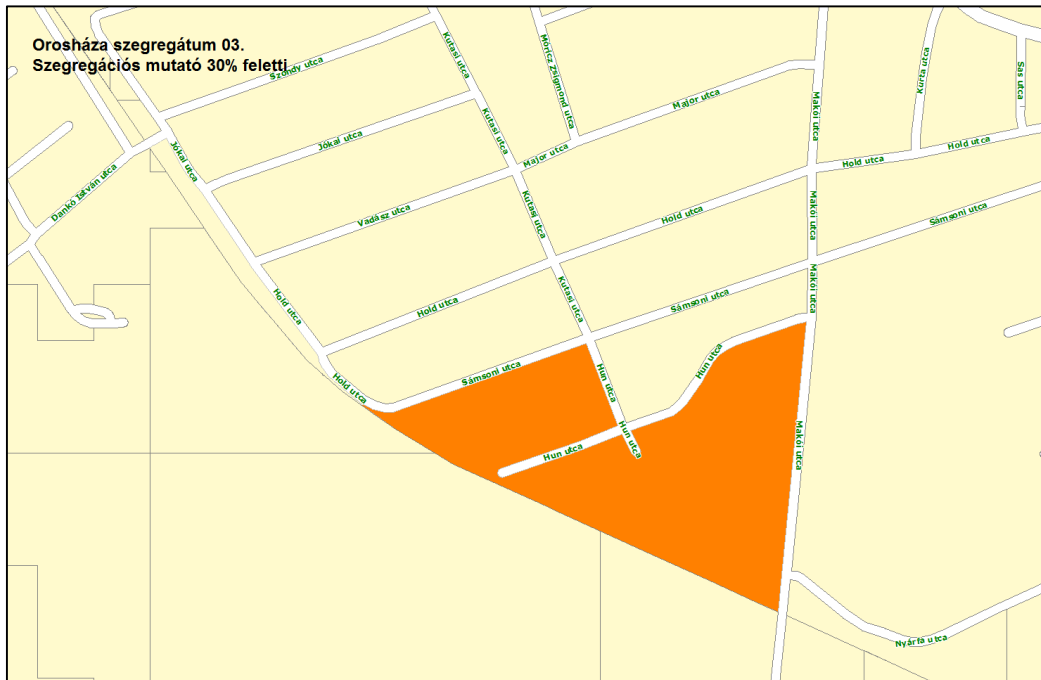 Orosháza szegregátum 03.
Szegregációs mutató 30% feletti
Szondy utca
Kutasi utca
Móricz Zsigmond utca
Major utca
Makói utca
Kurta utca
Sas utca
Jókai utca
Jókai utca
Kutasi utca
Major utca
Hold utca
Hold utca
Dankó István utca
Vadász utca
Kutasi utca
Hold utca
Makói utca
Sámsoni utca
Hold utca
Hold utca
Kutasi utca
Sámsoni utca
Makói utca
Hold utca
Sámsoni utca
Hun utca
Hun utca
Hun utca
Hun utca
Makói utca
Nyárfa utca